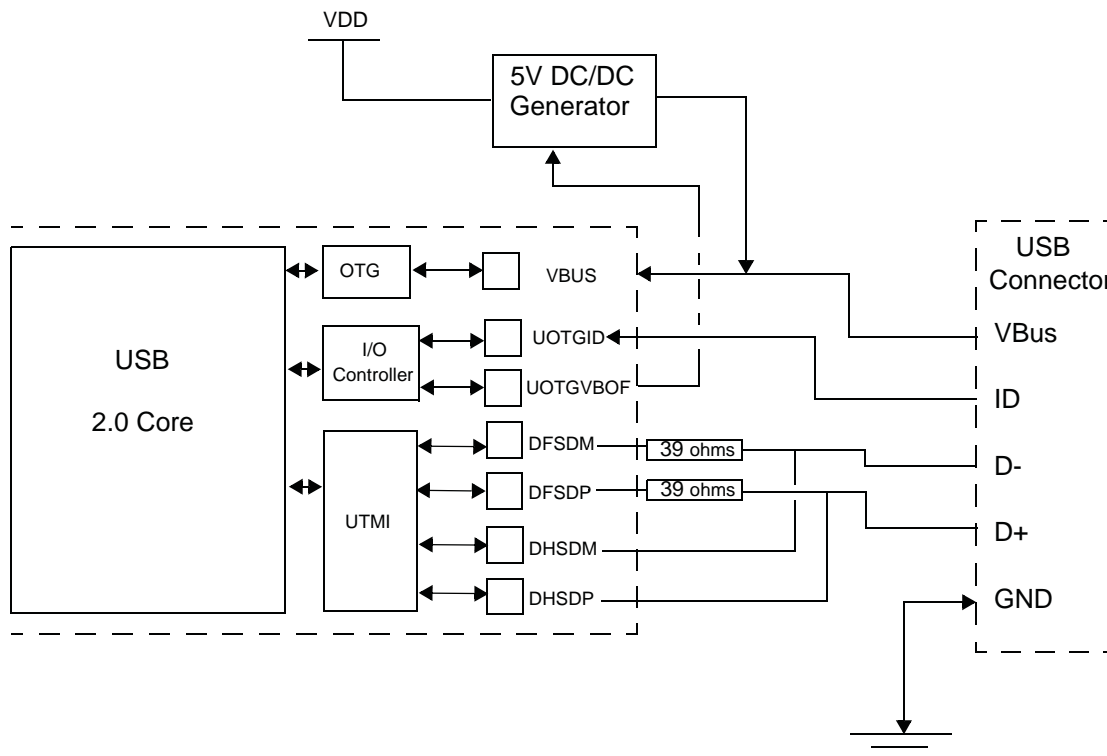 VDD
5V DC/DC
Generator
USB
2.0 Core
OTG
I/O
Controller
UTMI
VBUS
UOTGID
UOTGVBOF
DFSDM
DFSDP
DHSDM
DHSDP
39 ohms
39 ohms
USB
Connector
VBus
ID
D-
D+
GND